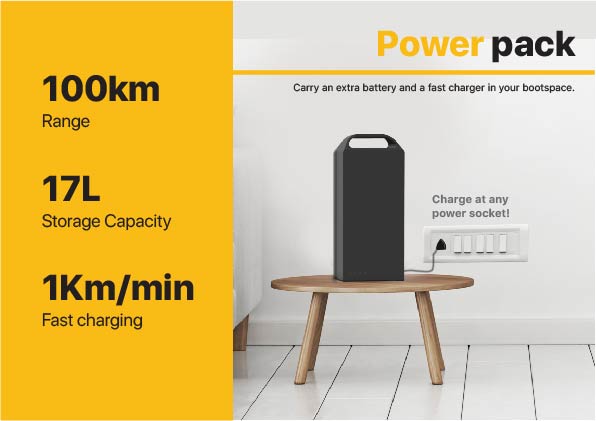 100km
Range
17L
Storage Capacity
1Km/min
Fast charging
Power pack
Carry an extra battery and a fast charger in your bootspace.
Charge at any
power socket!